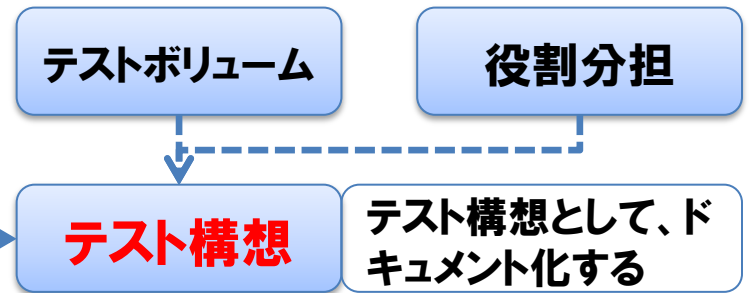 テストボリューム
役割分担
テスト構想
テスト構想として、ド
キュメント化する